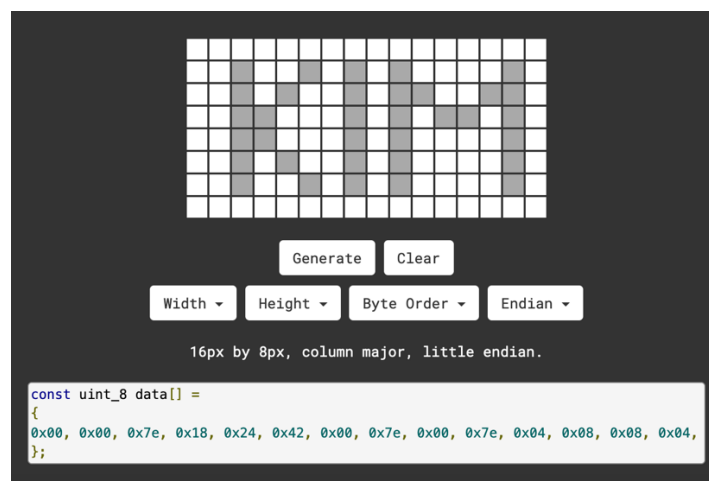 KIM
Generate Clear
Width Height Byte Order Endian
16px by 8px, column major, little endian.
const uint_8 data[] =
{
0x00, 0x00, 0x7e, 0x18, 0x24, 0x42, 0x00, 0x7e, 0x00, 0x7e, 0x04, 0x08, 0x08, 0x04,
};